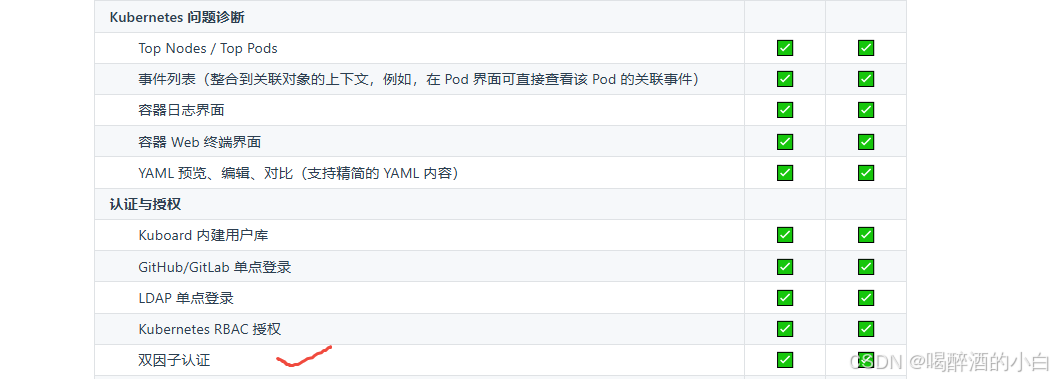 Kubernetes 问题诊断
Top Nodes / Top Pods
事件列表（整合到关联对象的上下文，例如，在 Pod 界面可直接查看该 Pod 的关联事件）
容器日志界面
容器 Web 终端界面
YAML 预览、编辑、对比（支持精简的 YAML 内容）
认证与授权
Kuboard 内建用户库
GitHub/GitLab 单点登录
LDAP 单点登录
Kubernetes RBAC 授权
双因子认证
CSDN @喝醉酒的小白